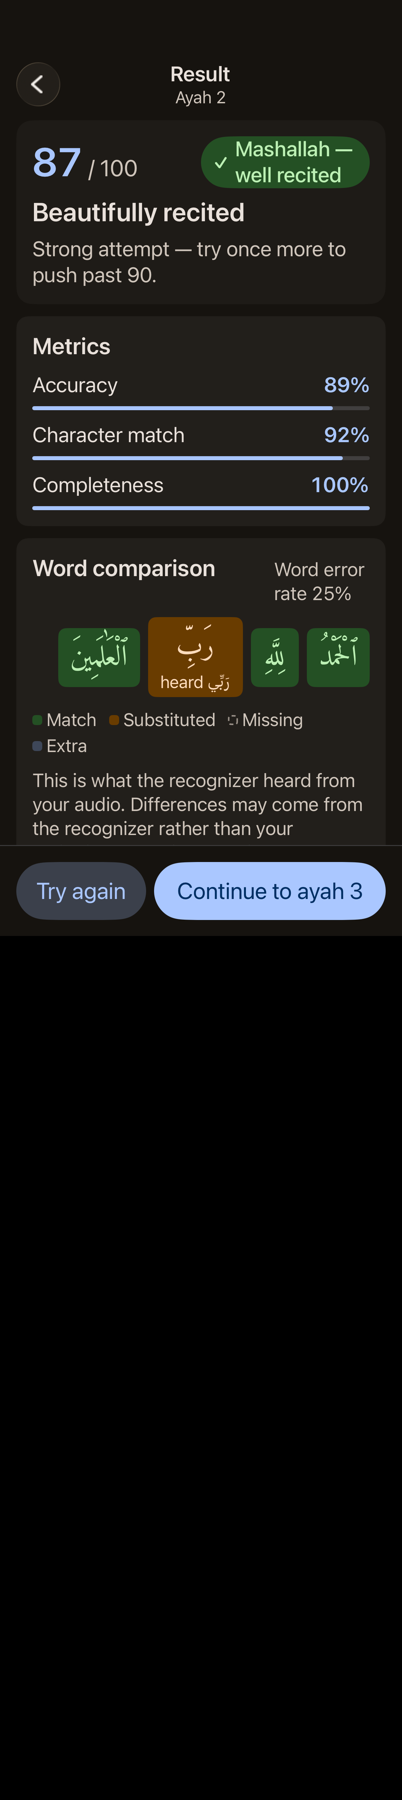 Result
Ayah 2
87 / 100
✓ Mashallah —
well recited
Beautifully recited
Strong attempt — try once more to
push past 90.
Metrics
Accuracy 89%
Character match 92%
Completeness 100%
Word comparison
Word error
rate 25%
ٱلْحَمْدُ لِلَّهِ رَبِّ ٱلْعَٰلَمِينَ
heard رَبِّي
Match Substituted Missing
Extra
This is what the recognizer heard from
your audio. Differences may come from
the recognizer rather than your
Try again
Continue to ayah 3